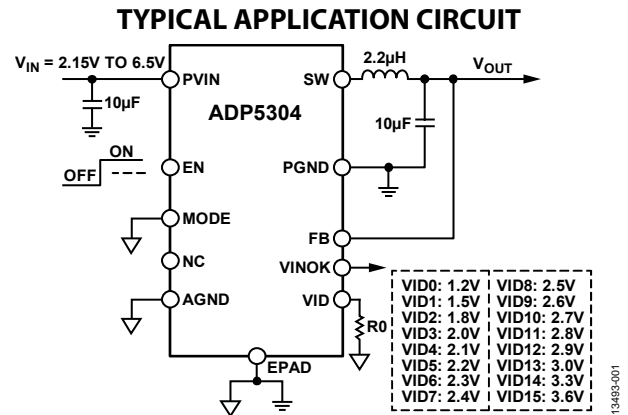 TYPICAL APPLICATION CIRCUIT
VIN = 2.15V TO 6.5V
10µF
PVIN
ADP5304
SW
2.2µH
VOUT
10µF
ON
OFF
EN
PGND
MODE
FB
NC
VINOK
AGND
VID
R0
EPAD
VID0: 1.2V
VID1: 1.5V
VID2: 1.8V
VID3: 2.0V
VID4: 2.1V
VID5: 2.2V
VID6: 2.3V
VID7: 2.4V
VID8: 2.5V
VID9: 2.6V
VID10: 2.7V
VID11: 2.8V
VID12: 2.9V
VID13: 3.0V
VID14: 3.3V
VID15: 3.6V
13493-001